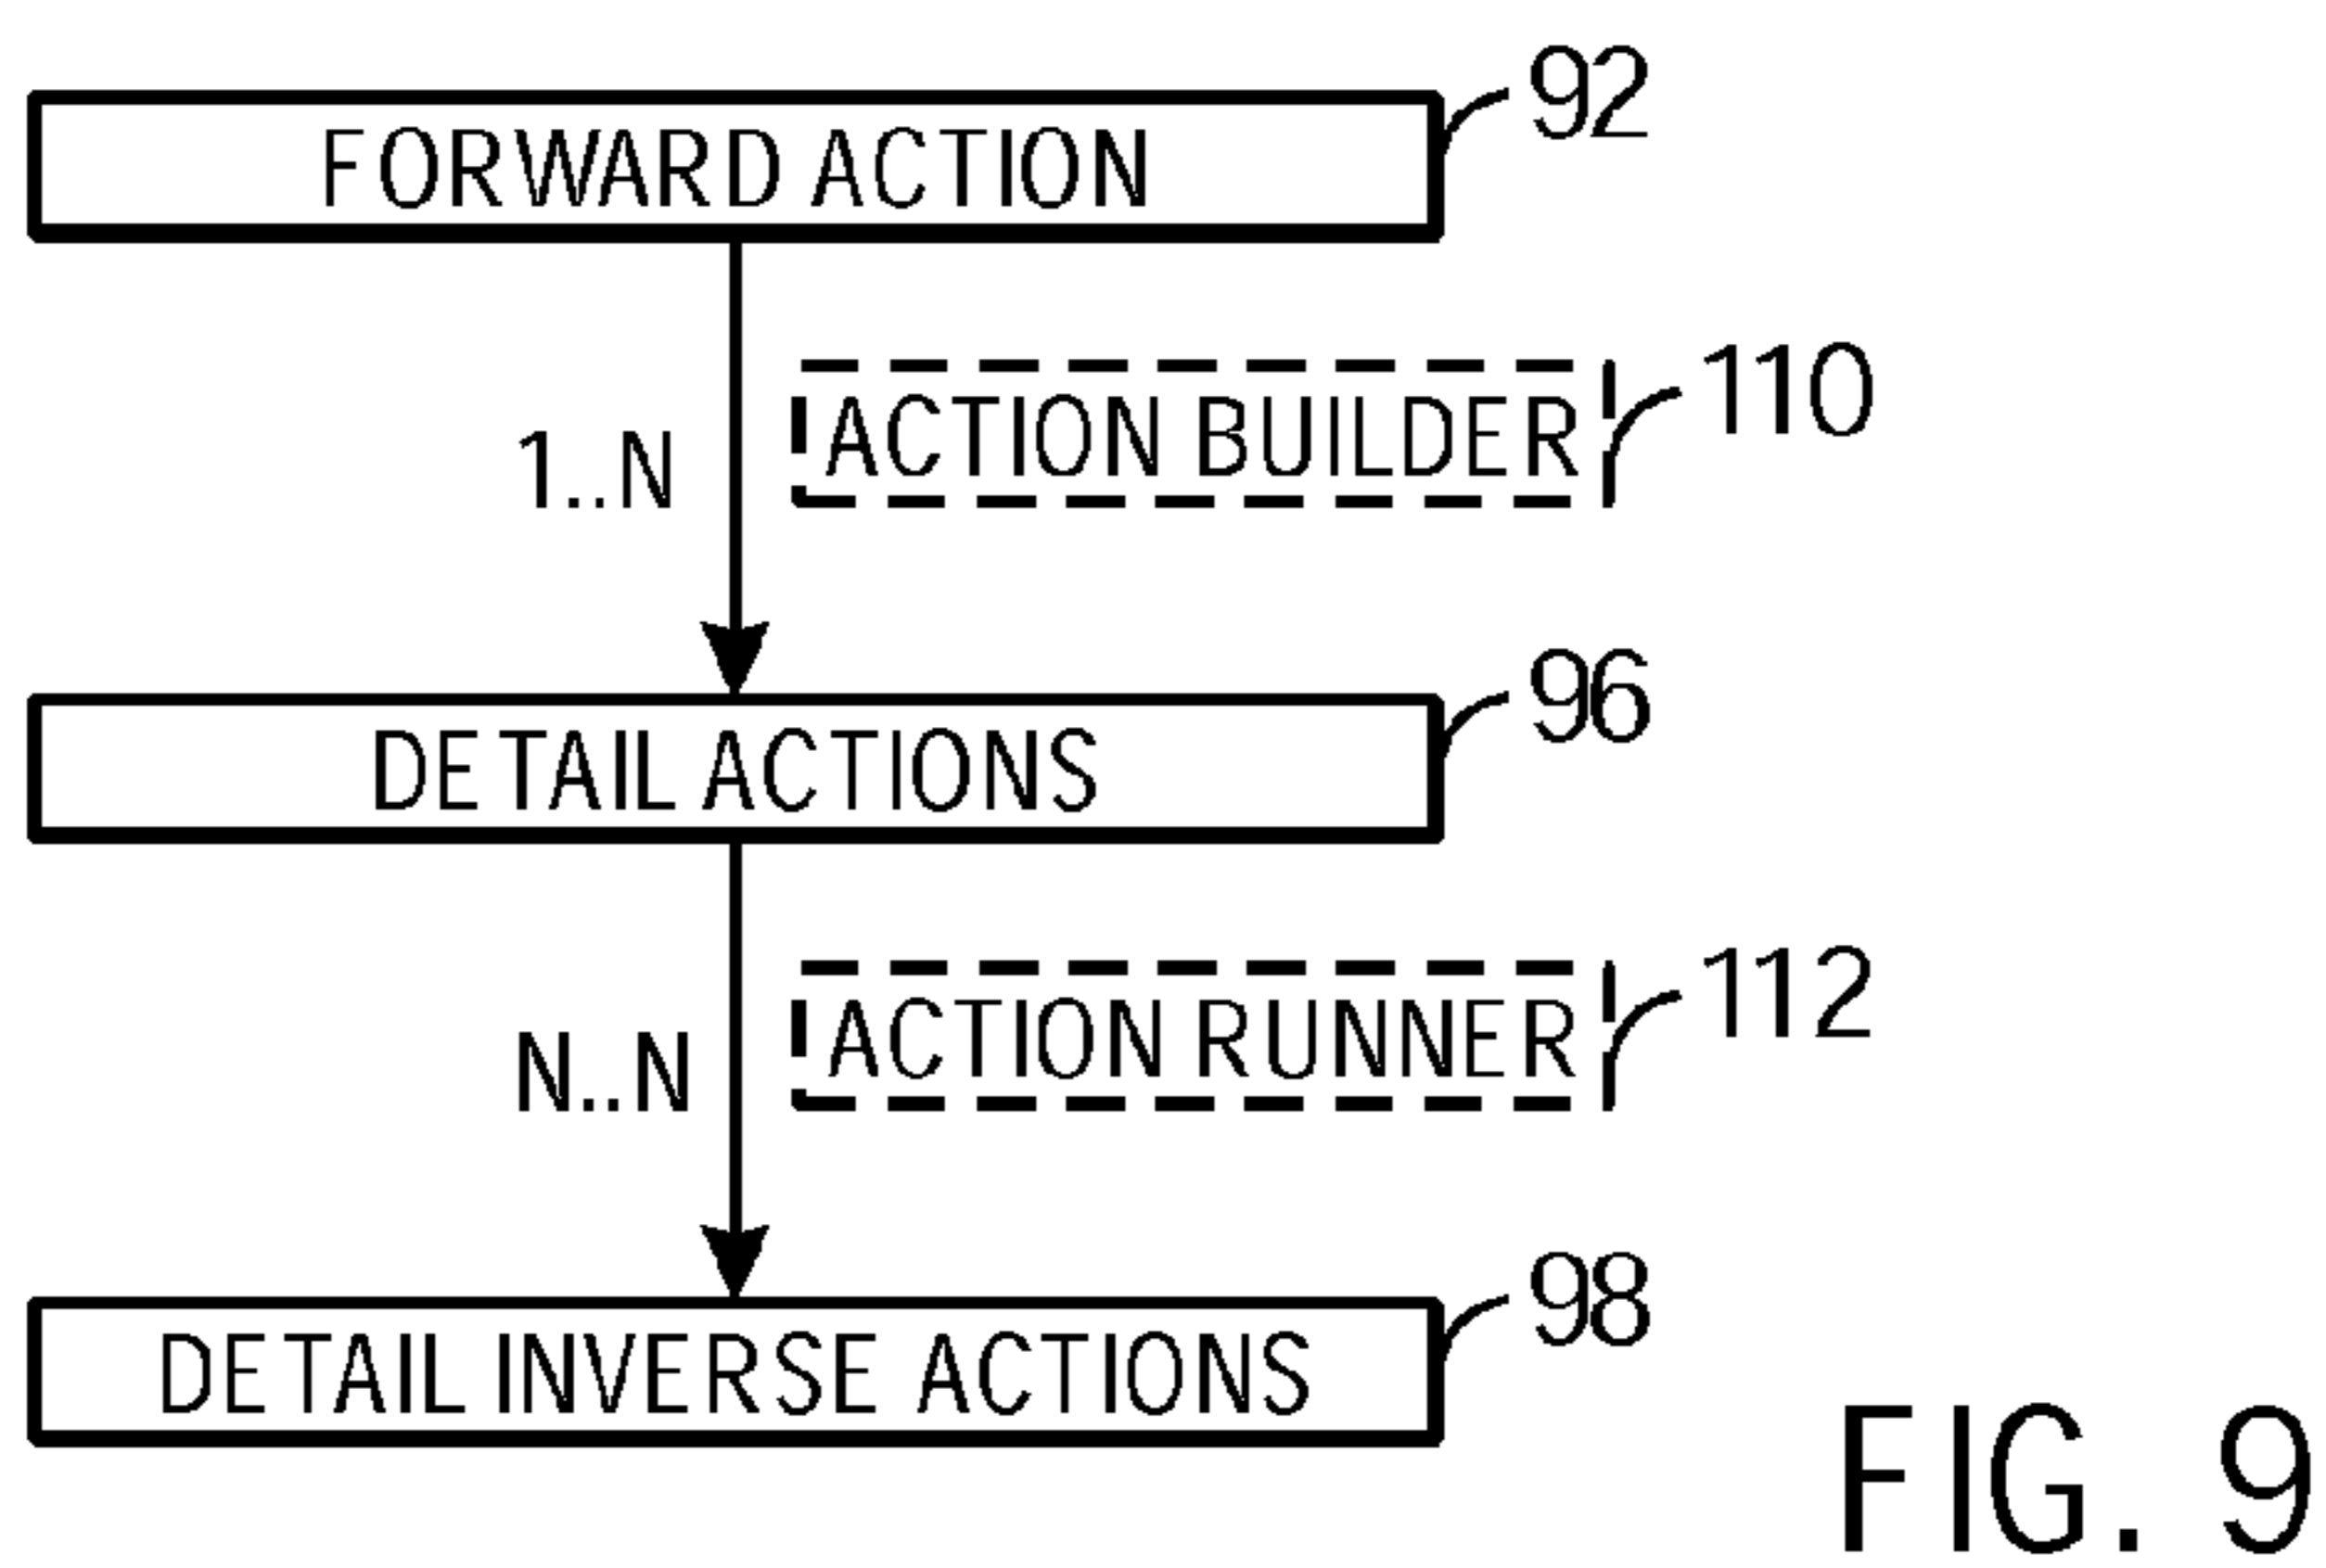 92
FORWARD ACTION
110
ACTION BUILDER
1..N
96
DETAIL ACTIONS
112
ACTION RUNNER
N..N
98
DETAIL INVERSE ACTIONS
FIG. 9